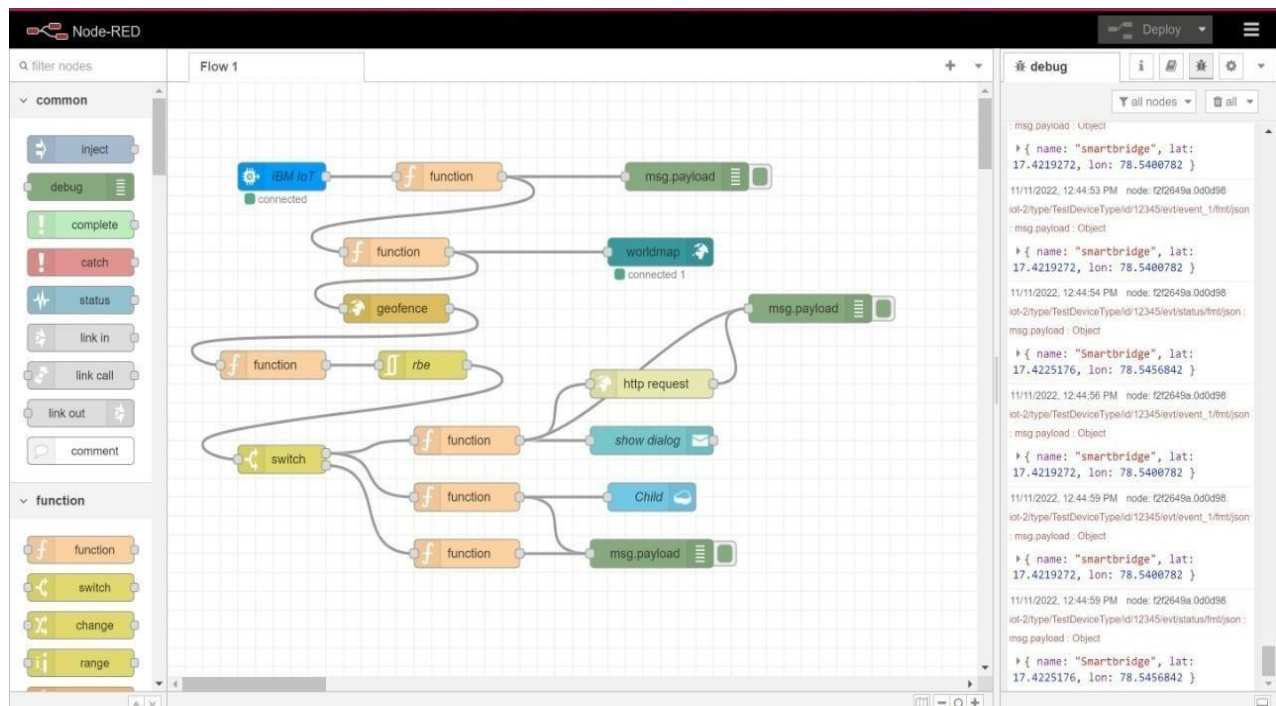 Node-RED
Deploy
filter nodes
Flow 1
debug
i
all nodes
all
common
inject
debug
complete
catch
status
link in
link call
link out
comment
function
function
switch
change
range
IBM IoT
connected
function
msg.payload
function
worldmap
connected 1
geofence
msg.payload
function
rbe
http request
switch
function
show dialog
function
Child
function
msg.payload
msg.payload : Object
{ name: "smartbridge", lat:
17.4219272, lon: 78.5400782 }
11/11/2022, 12:44:53 PM node: f2f2649a.0d0d98
iot-2/type/TestDeviceType/id/12345/evt/event_1/fmt/json
: msg.payload : Object
{ name: "smartbridge", lat:
17.4219272, lon: 78.5400782 }
11/11/2022, 12:44:54 PM node: f2f2649a.0d0d98
iot-2/type/TestDeviceType/id/12345/evt/status/fmt/json :
msg.payload : Object
{ name: "Smartbridge", lat:
17.4225176, lon: 78.5456842 }
11/11/2022, 12:44:56 PM node: f2f2649a.0d0d98
iot-2/type/TestDeviceType/id/12345/evt/event_1/fmt/json
: msg.payload : Object
{ name: "smartbridge", lat:
17.4219272, lon: 78.5400782 }
11/11/2022, 12:44:59 PM node: f2f2649a.0d0d98
iot-2/type/TestDeviceType/id/12345/evt/event_1/fmt/json
: msg.payload : Object
{ name: "smartbridge", lat:
17.4219272, lon: 78.5400782 }
11/11/2022, 12:44:59 PM node: f2f2649a.0d0d98
iot-2/type/TestDeviceType/id/12345/evt/status/fmt/json :
msg.payload : Object
{ name: "Smartbridge", lat:
17.4225176, lon: 78.5456842 }